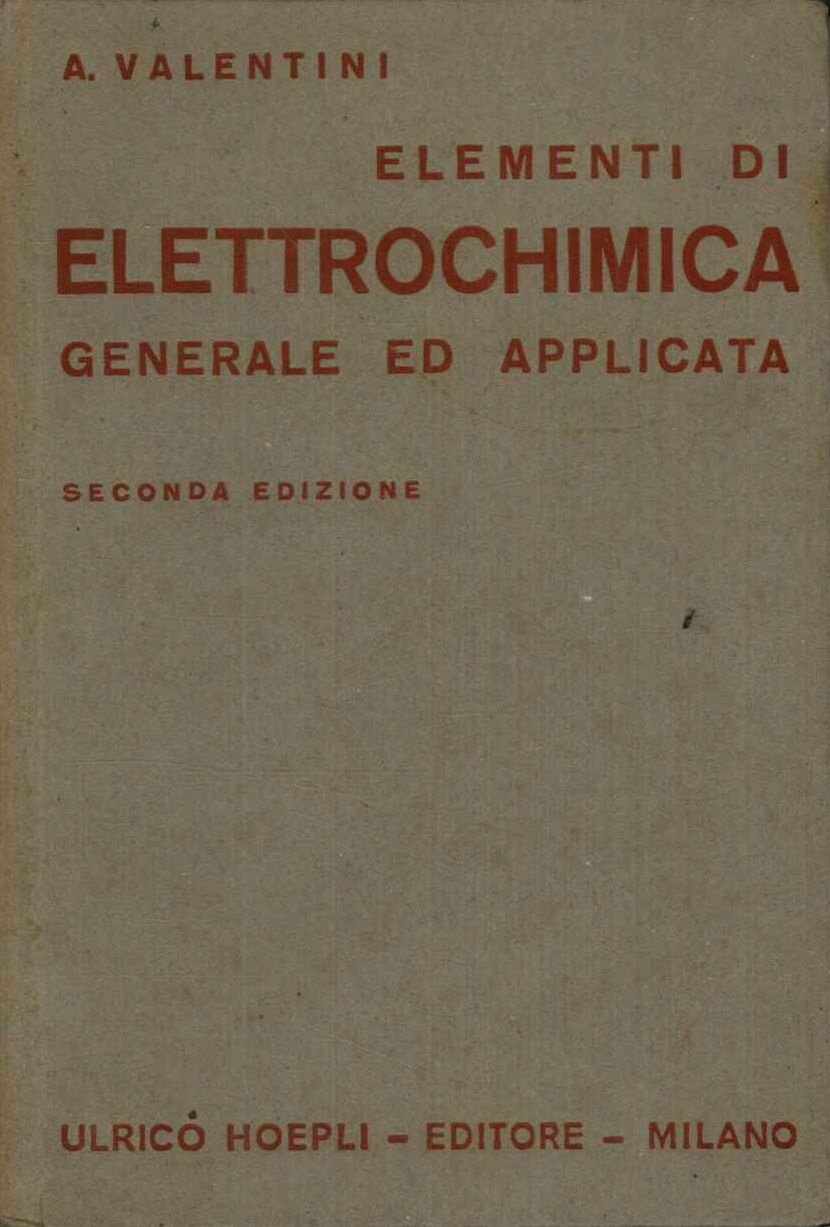 A. VALENTINI
ELEMENTI DI
ELETTROCHIMICA
GENERALE ED APPLICATA
SECONDA EDIZIONE
ULRICO HOEPLI – EDITORE – MILANO